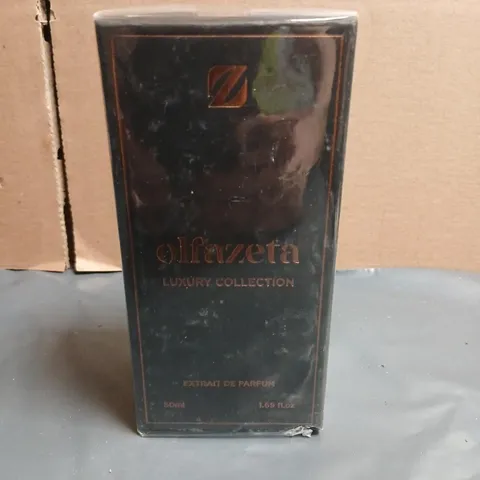 olfazeta
LUXURY COLLECTION
EXTRAIT DE PARFUM
50ml 1.69 fl.oz